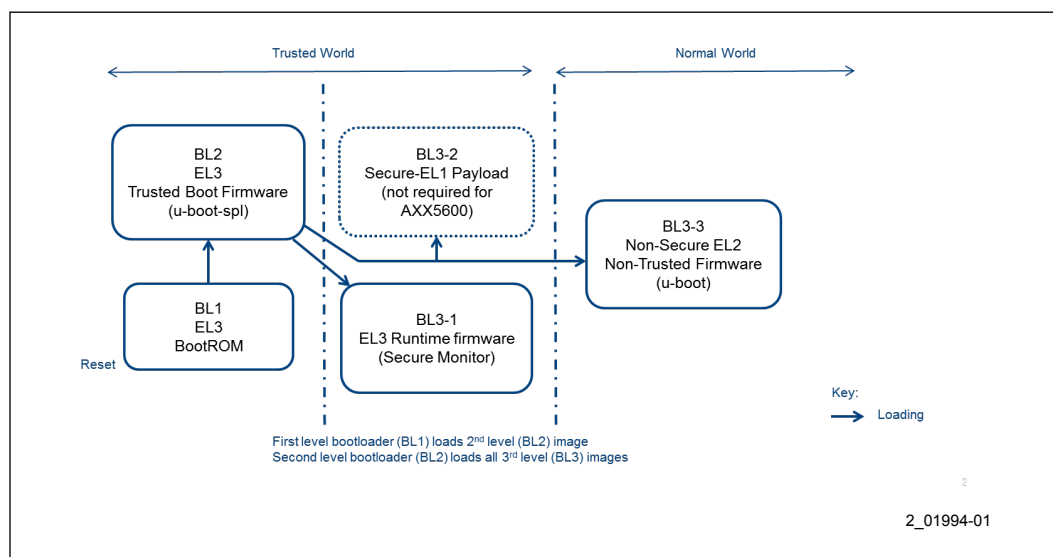 Trusted World
Normal World
BL2
EL3
Trusted Boot Firmware
(u-boot-spl)
BL3-2
Secure-EL1 Payload
(not required for
AXX5600)
BL3-3
Non-Secure EL2
Non-Trusted Firmware
(u-boot)
BL1
EL3
BootROM
BL3-1
EL3 Runtime firmware
(Secure Monitor)
Reset
Key:
Loading
First level bootloader (BL1) loads 2nd level (BL2) image
Second level bootloader (BL2) loads all 3rd level (BL3) images
2
2_01994-01